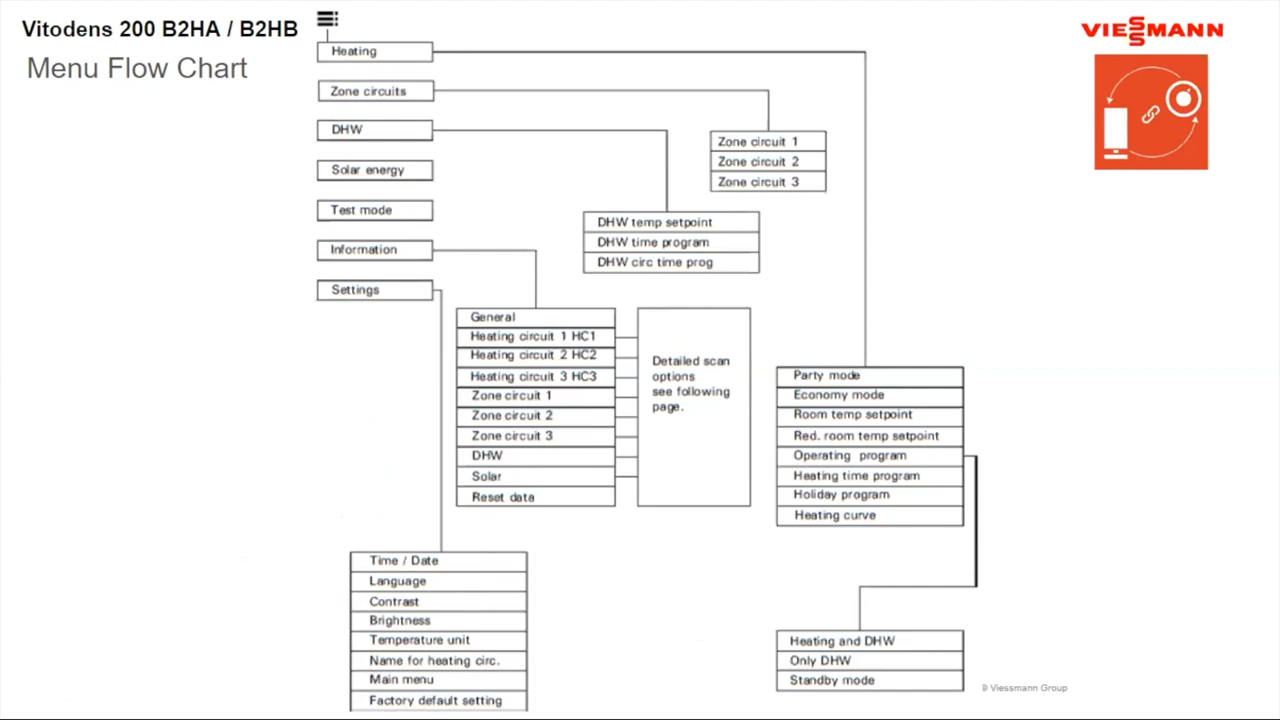 Vitodens 200 B2HA / B2HB
Menu Flow Chart
VIESSMANN
Heating
Zone circuits
DHW
Solar energy
Test mode
Information
Settings
Zone circuit 1
Zone circuit 2
Zone circuit 3
DHW temp setpoint
DHW time program
DHW circ time prog
General
Heating circuit 1 HC1
Heating circuit 2 HC2
Heating circuit 3 HC3
Zone circuit 1
Zone circuit 2
Zone circuit 3
DHW
Solar
Reset data
Detailed scan
options
see following
page.
Party mode
Economy mode
Room temp setpoint
Red. room temp setpoint
Operating program
Heating time program
Holiday program
Heating curve
Time / Date
Language
Contrast
Brightness
Temperature unit
Name for heating circ.
Main menu
Factory default setting
Heating and DHW
Only DHW
Standby mode
© Viessmann Group